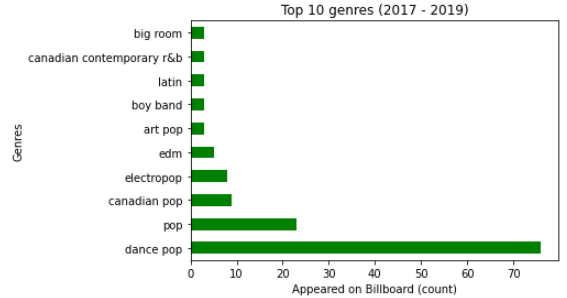 Top 10 genres (2017 - 2019)
big room
canadian contemporary r&b
latin
boy band
art pop
edm
electropop
canadian pop
pop
dance pop
Genres
0 10 20 30 40 50 60 70
Appeared on Billboard (count)